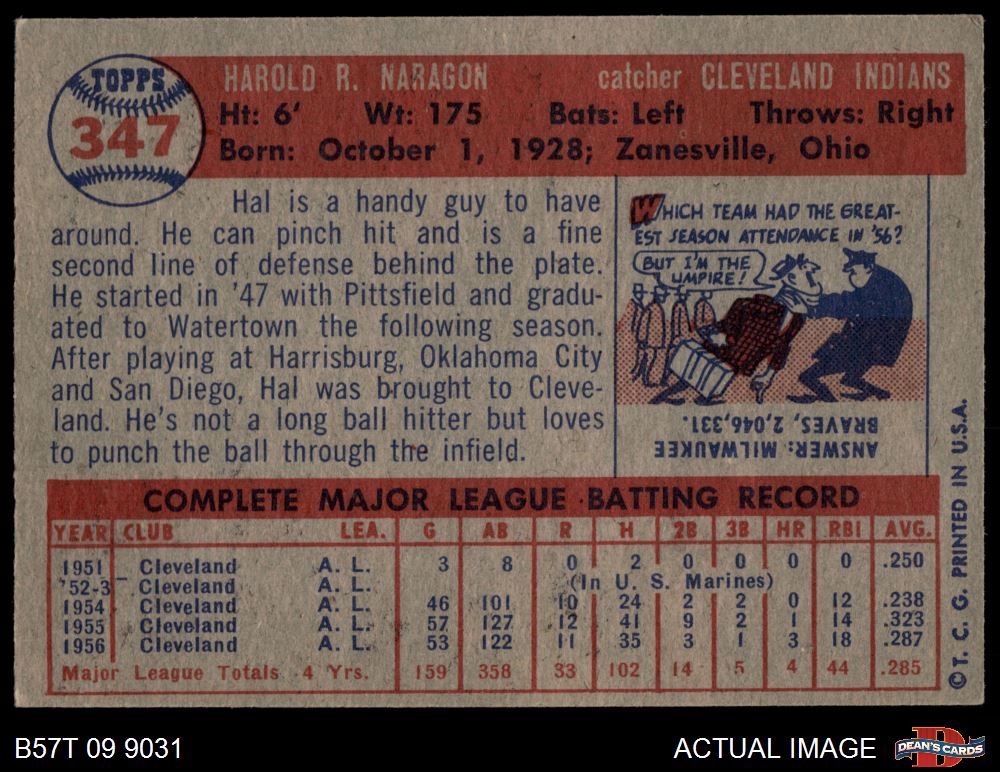 TOPPS
347
HAROLD R. NARAGON catcher CLEVELAND INDIANS
Ht: 6' Wt: 175 Bats: Left Throws: Right
Born: October 1, 1928; Zanesville, Ohio
Hal is a handy guy to have
around. He can pinch hit and is a fine
second line of defense behind the plate.
He started in '47 with Pittsfield and gradu-
ated to Watertown the following season.
After playing at Harrisburg, Oklahoma City
and San Diego, Hal was brought to Cleve-
land. He's not a long ball hitter but loves
to punch the ball through the infield.
WHICH TEAM HAD THE GREAT-
EST SEASON ATTENDANCE IN '56?
BUT I'M THE
UMPIRE!
ANSWER: MILWAUKEE
BRAVES, 2,046,331.
COMPLETE MAJOR LEAGUE BATTING RECORD
YEAR CLUB LEA. G AB R H 2B 3B HR RBI AVG.
1951 Cleveland A. L. 3 8 0 2 0 0 0 0 .250
'52-3 Cleveland A. L. (In U. S. Marines)
1954 Cleveland A. L. 46 101 10 24 2 2 0 12 .238
1955 Cleveland A. L. 57 127 12 41 9 2 1 14 .323
1956 Cleveland A. L. 53 122 11 35 3 1 3 18 .287
Major League Totals 4 Yrs. 159 358 33 102 14 5 4 44 .285
© T. C. G. PRINTED IN U.S.A.
B57T 09 9031 ACTUAL IMAGE
D
DEAN'S CARDS